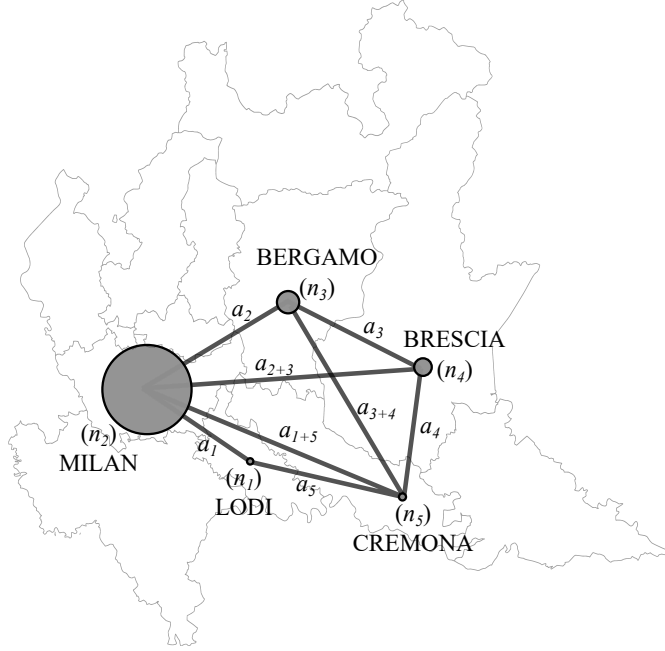 BERGAMO
(n3)
a2
a3
BRESCIA
(n4)
a2+3
a3+4
a4
a1+5
(n2)
a1
MILAN
(n1)
a5
LODI
(n5)
CREMONA